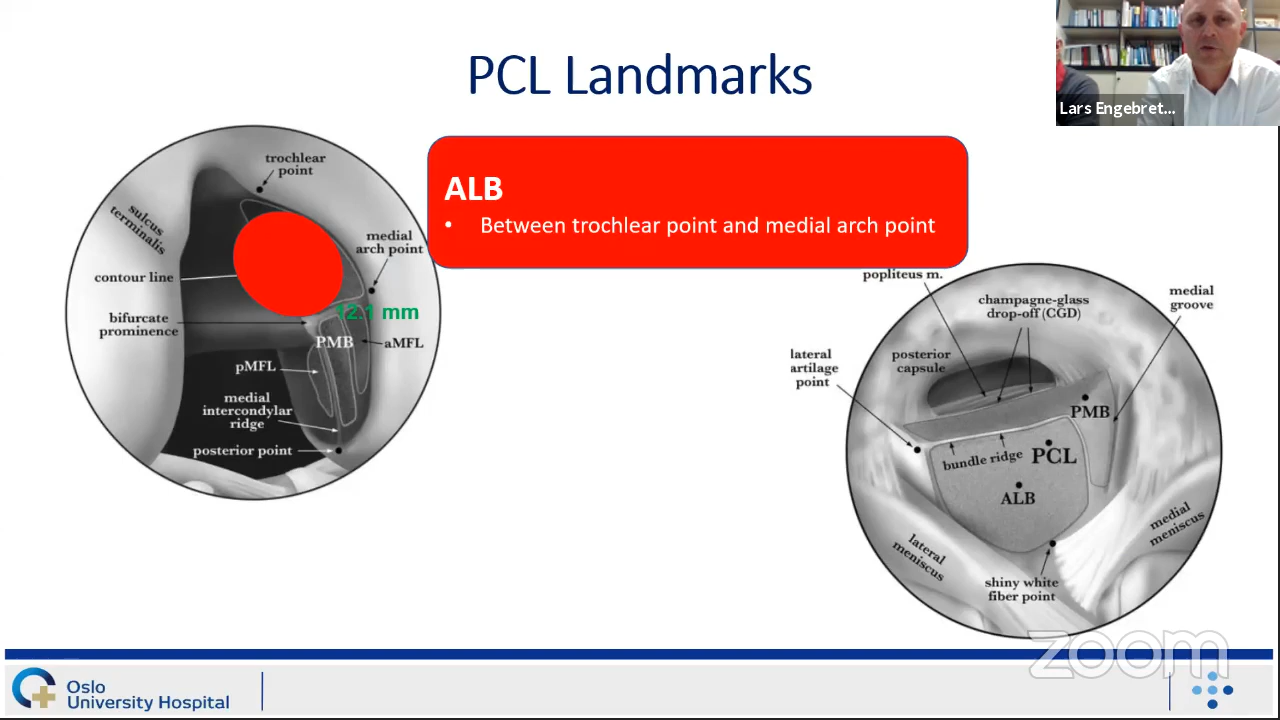 PCL Landmarks
Lars Engebret...
ALB
• Between trochlear point and medial arch point
trochlear
point
sulcus
terminalis
medial
arch point
contour line
12.1 mm
bifurcate
prominence
PMB
aMFL
pMFL
medial
intercondylar
ridge
posterior point
popliteus m.
champagne-glass
drop-off (CGD)
medial
groove
lateral
artilage
point
posterior
capsule
PMB
bundle ridge
PCL
ALB
lateral
meniscus
medial
meniscus
shiny white
fiber point
zoom
Oslo
University Hospital